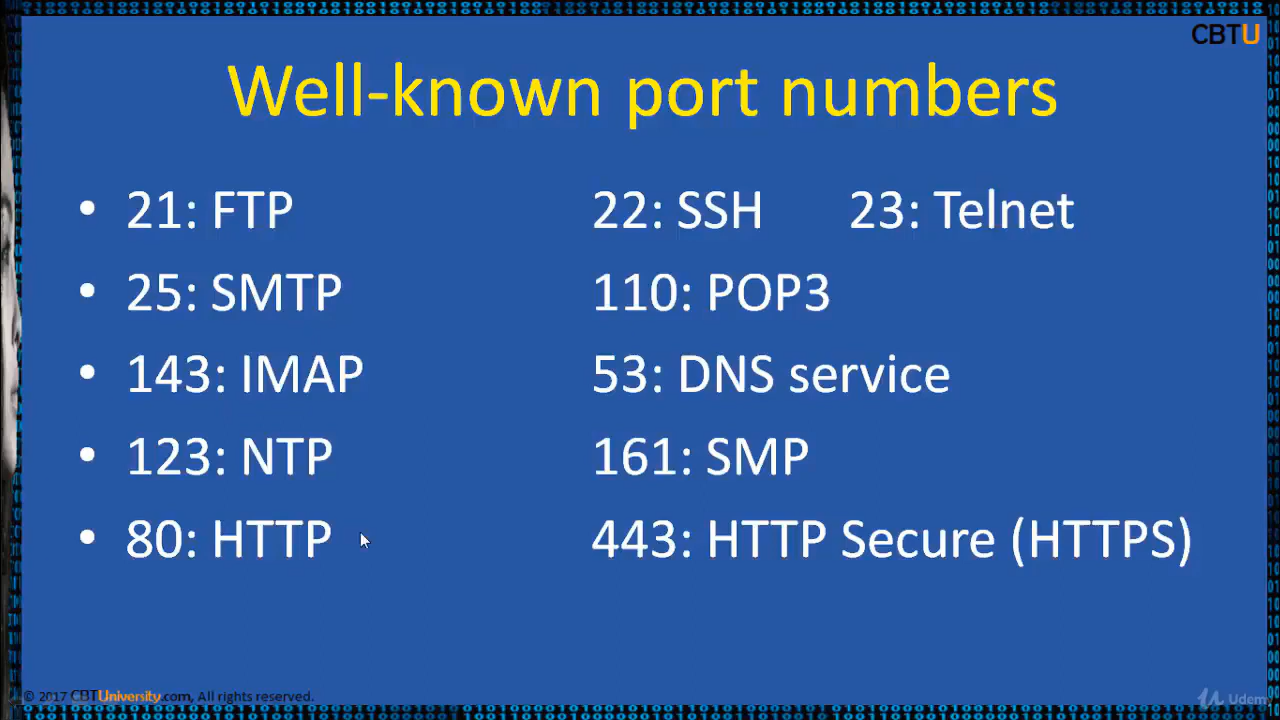 CBTU
Well-known port numbers
• 21: FTP 22: SSH 23: Telnet
• 25: SMTP 110: POP3
• 143: IMAP 53: DNS service
• 123: NTP 161: SMP
• 80: HTTP 443: HTTP Secure (HTTPS)
© 2017 CBTUniversity.com, All rights reserved.
Udemy